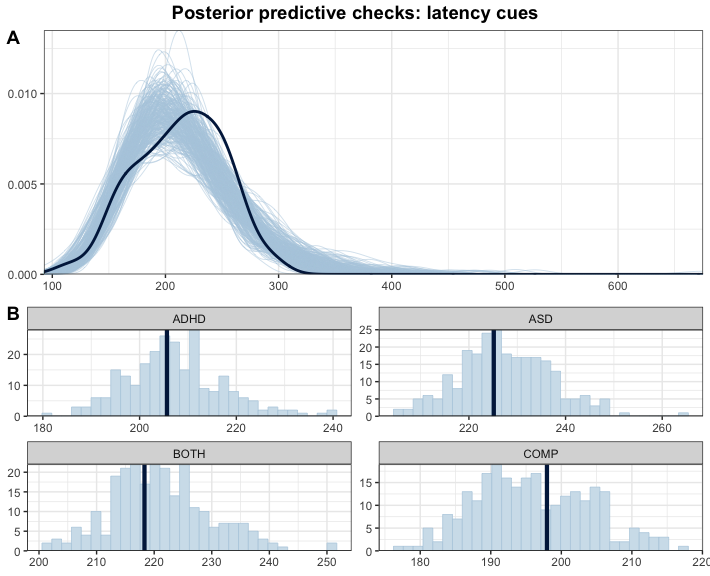 Posterior predictive checks: latency cues
A
0.010
0.005
0.000
100 200 300 400 500 600
B
ADHD ASD
20
10
0
180 200 220 240
25
20
15
10
5
0
220 240 260
BOTH COMP
20
15
10
5
0
200 210 220 230 240 250
15
10
5
0
180 190 200 210 220